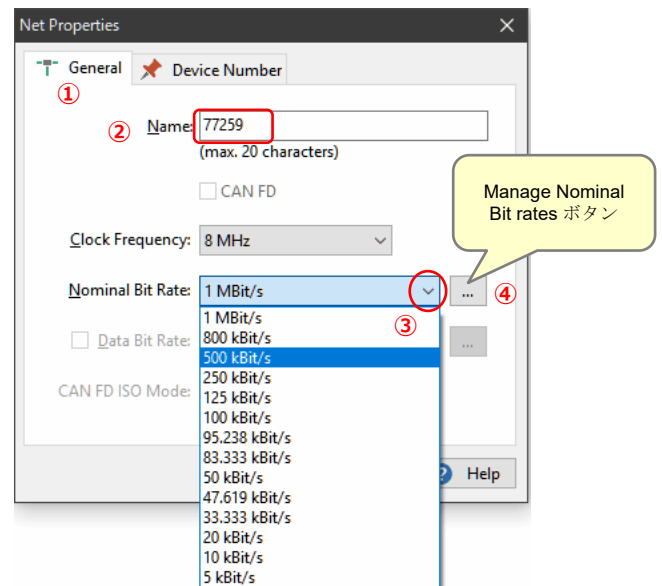 Net Properties
General
Device Number
①
② Name: 77259
(max. 20 characters)
CAN FD
Manage Nominal
Bit rates ボタン
Clock Frequency: 8 MHz
Nominal Bit Rate: 1 MBit/s ... ④
③
1 MBit/s
Data Bit Rate: 800 kBit/s ...
500 kBit/s
250 kBit/s
CAN FD ISO Mode: 125 kBit/s
100 kBit/s
95.238 kBit/s
83.333 kBit/s
50 kBit/s
Help
47.619 kBit/s
33.333 kBit/s
20 kBit/s
10 kBit/s
5 kBit/s